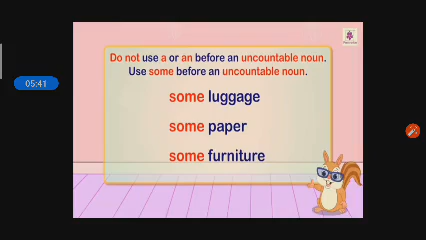 Do not use a or an before an uncountable noun.
Use some before an uncountable noun.
some luggage
some paper
some furniture
05:41